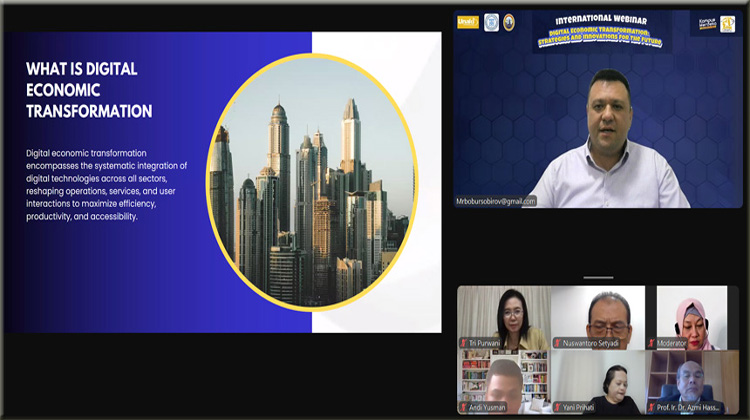 WHAT IS DIGITAL
ECONOMIC
TRANSFORMATION
Digital economic transformation
encompasses the systematic integration of
digital technologies across all sectors,
reshaping operations, services, and user
interactions to maximize efficiency,
productivity, and accessibility.
INTERNATIONAL WEBINAR
DIGITAL ECONOMIC TRANSFORMATION:
STRATEGIES AND INNOVATIONS FOR THE FUTURE
Mrbobursobirov@gmail.com
Tri Purwani
Nuswantoro Setyadi
Moderator
Andi Yusman
Yani Prihati
Prof. Ir. Dr. Azmi Hass...